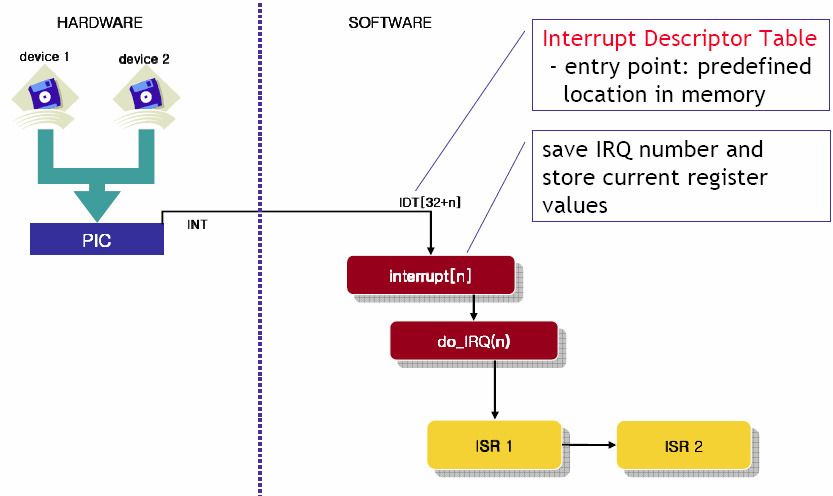 HARDWARE
SOFTWARE
device 1
device 2
Interrupt Descriptor Table
- entry point: predefined
location in memory
save IRQ number and
store current register
values
IDT[32+n]
INT
PIC
interrupt[n]
do_IRQ(n)
ISR 1
ISR 2